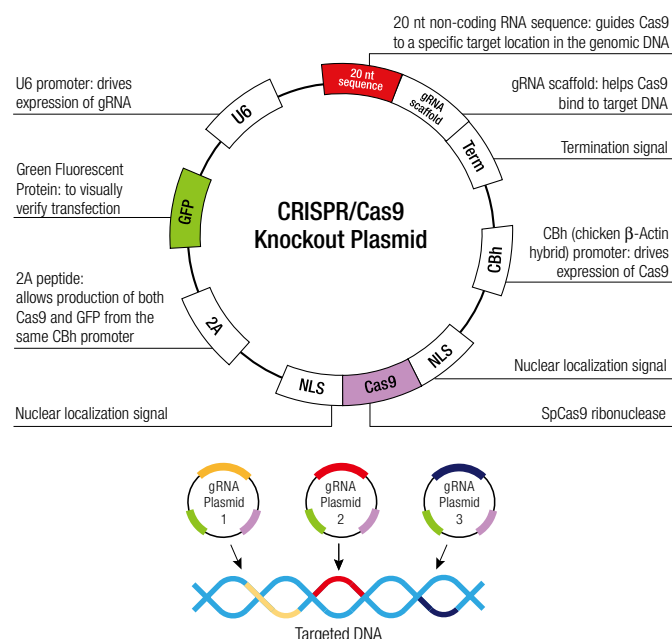 20 nt non-coding RNA sequence: guides Cas9
to a specific target location in the genomic DNA
U6 promoter: drives
expression of gRNA
20 nt
sequence
gRNA
scaffold
gRNA scaffold: helps Cas9
bind to target DNA
U6
Term
Termination signal
Green Fluorescent
Protein: to visually
verify transfection
GFP
CRISPR/Cas9
Knockout Plasmid
CBh
CBh (chicken β-Actin
hybrid) promoter: drives
expression of Cas9
2A peptide:
allows production of both
Cas9 and GFP from the
same CBh promoter
2A
NLS
Cas9
NLS
Nuclear localization signal
Nuclear localization signal
SpCas9 ribonuclease
gRNA
Plasmid
1
gRNA
Plasmid
2
gRNA
Plasmid
3
Targeted DNA